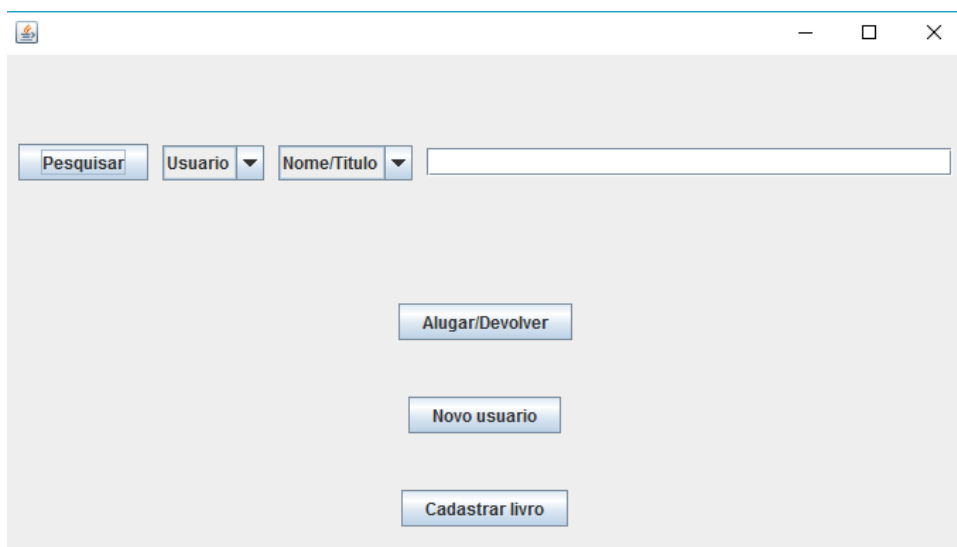 Pesquisar Usuario Nome/Titulo
Alugar/Devolver
Novo usuario
Cadastrar livro